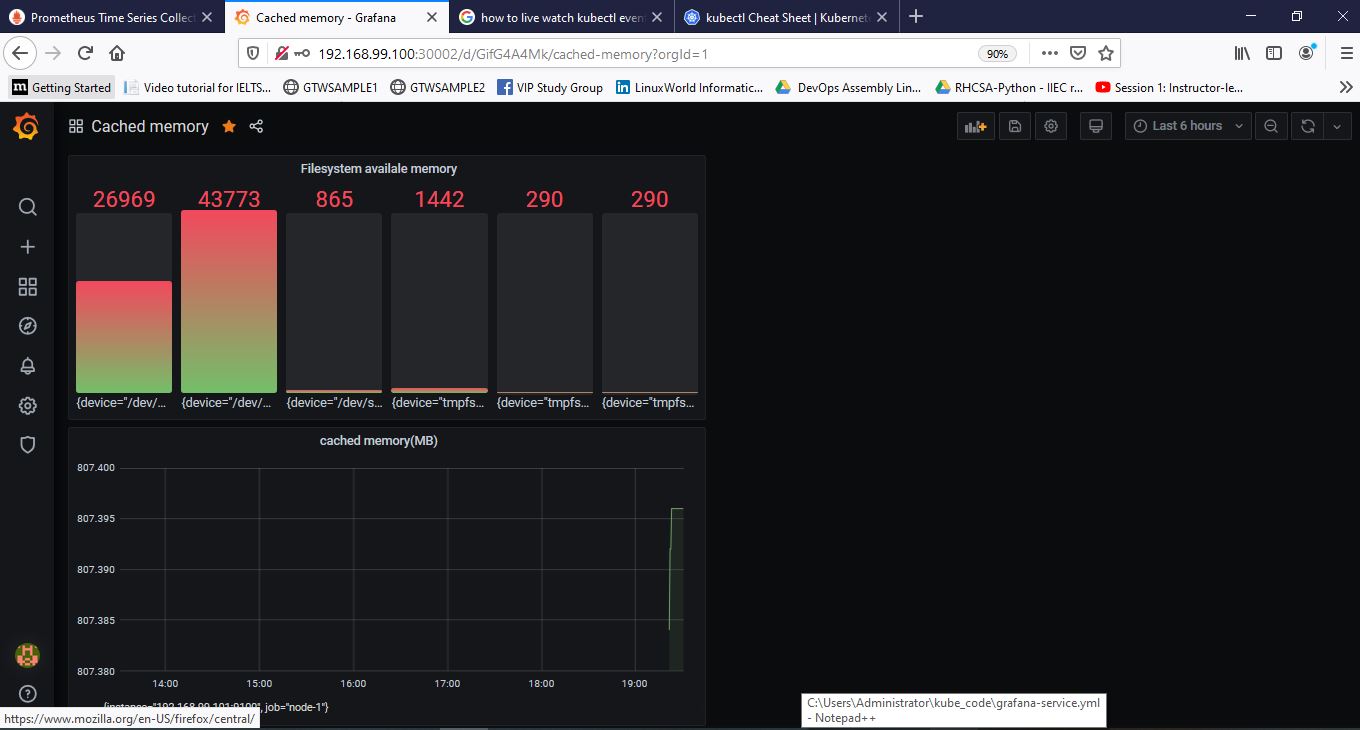 Prometheus Time Series Collect
Cached memory - Grafana
how to live watch kubectl even
kubectl Cheat Sheet | Kubernet
192.168.99.100:30002/d/GifG4A4Mk/cached-memory?orgId=1
90%
m
Getting Started
Video tutorial for IELTS...
GTWSAMPLE1
GTWSAMPLE2
VIP Study Group
in
LinuxWorld Informatic...
DevOps Assembly Lin...
RHCSA-Python - IIEC r...
Session 1: Instructor-le...
Cached memory
Last 6 hours
Filesystem availale memory
26969
43773
865
1442
290
290
{device="/dev/...
{device="/dev/...
{device="/dev/s...
{device="tmpfs...
{device="tmpfs...
{device="tmpfs...
cached memory(MB)
807.400
807.395
807.390
807.385
807.380
14:00
15:00
16:00
17:00
18:00
19:00
{instance="192.168.99.101:9100", job="node-1"}
https://www.mozilla.org/en-US/firefox/central/
C:\Users\Administrator\kube_code\grafana-service.yml
- Notepad++